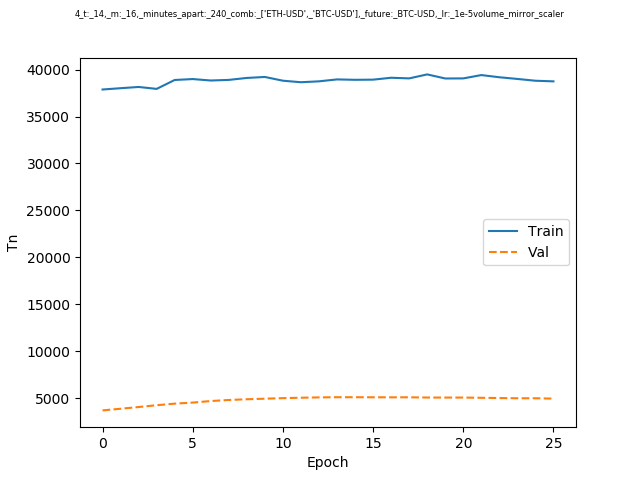 4_t:_14,_m:_16,_minutes_apart:_240_comb:_['ETH-USD',_'BTC-USD'],_future:_BTC-USD,_lr:_1e-5volume_mirror_scaler
40000
35000
30000
25000
20000
15000
10000
5000
Tn
Train
Val
0 5 10 15 20 25
Epoch